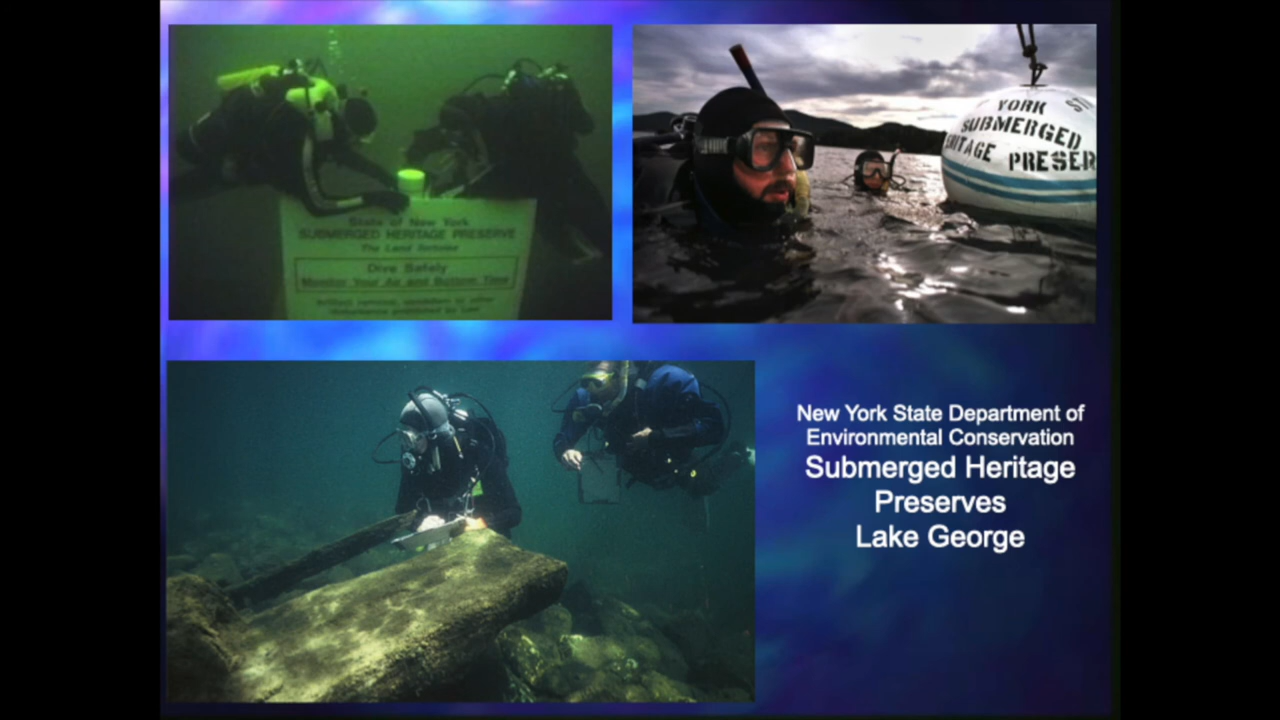 State of New York
SUBMERGED HERITAGE PRESERVE
The Land Tortoise
Dive Safely
Monitor Your Air and Bottom Time
YORK
SUBMERGED
ITAGE PRESER
New York State Department of
Environmental Conservation
Submerged Heritage
Preserves
Lake George